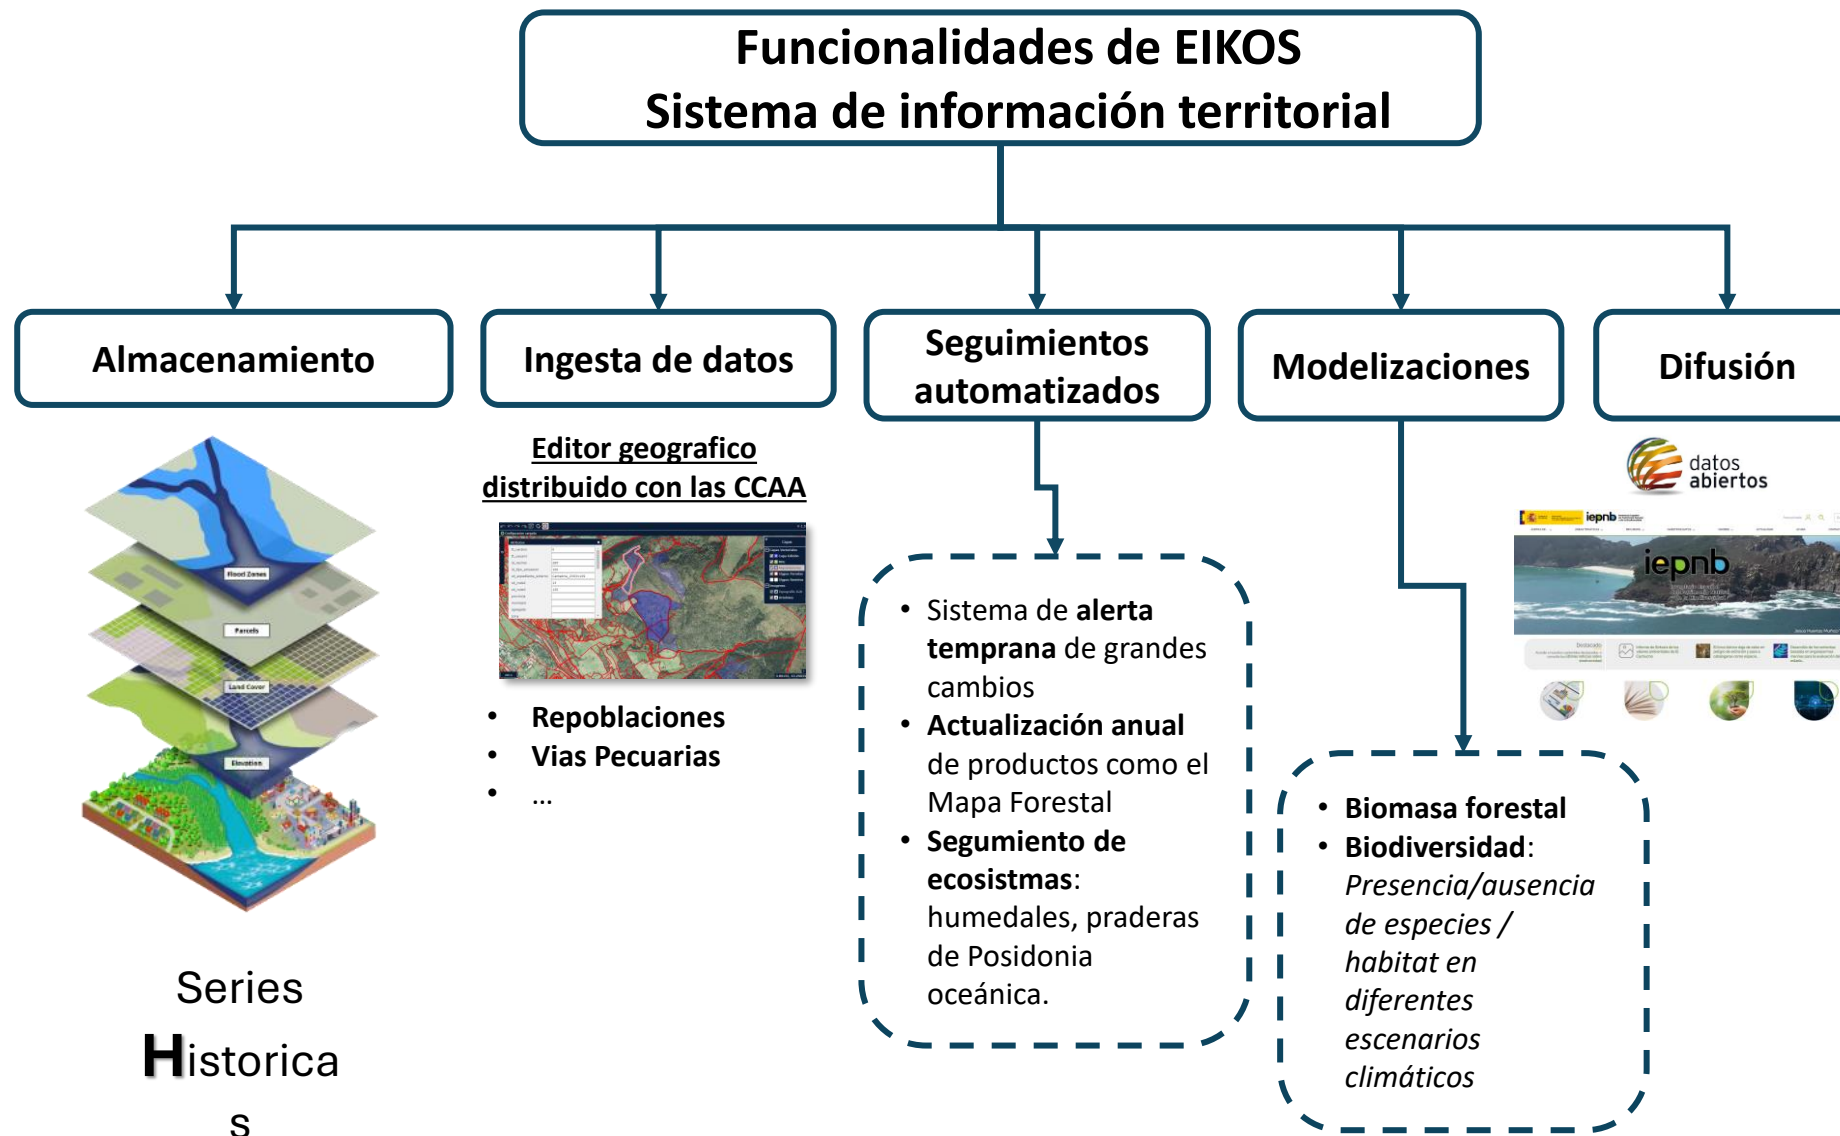 Funcionalidades de EIKOS
Sistema de información territorial
Almacenamiento
Ingesta de datos
Seguimientos
automatizados
Modelizaciones
Difusión
Flood Zones
Parcels
Land Cover
Elevation
Series
Historica
s
Editor geografico
distribuido con las CCAA
• Repoblaciones
• Vias Pecuarias
• ...
• Sistema de alerta
temprana de grandes
cambios
• Actualización anual
de productos como el
Mapa Forestal
• Segumiento de
ecosistmas:
humedales, praderas
de Posidonia
oceánica.
• Biomasa forestal
• Biodiversidad:
Presencia/ausencia
de especies /
habitat en
diferentes
escenarios
climáticos
datos
abiertos
iepnb
iepnb